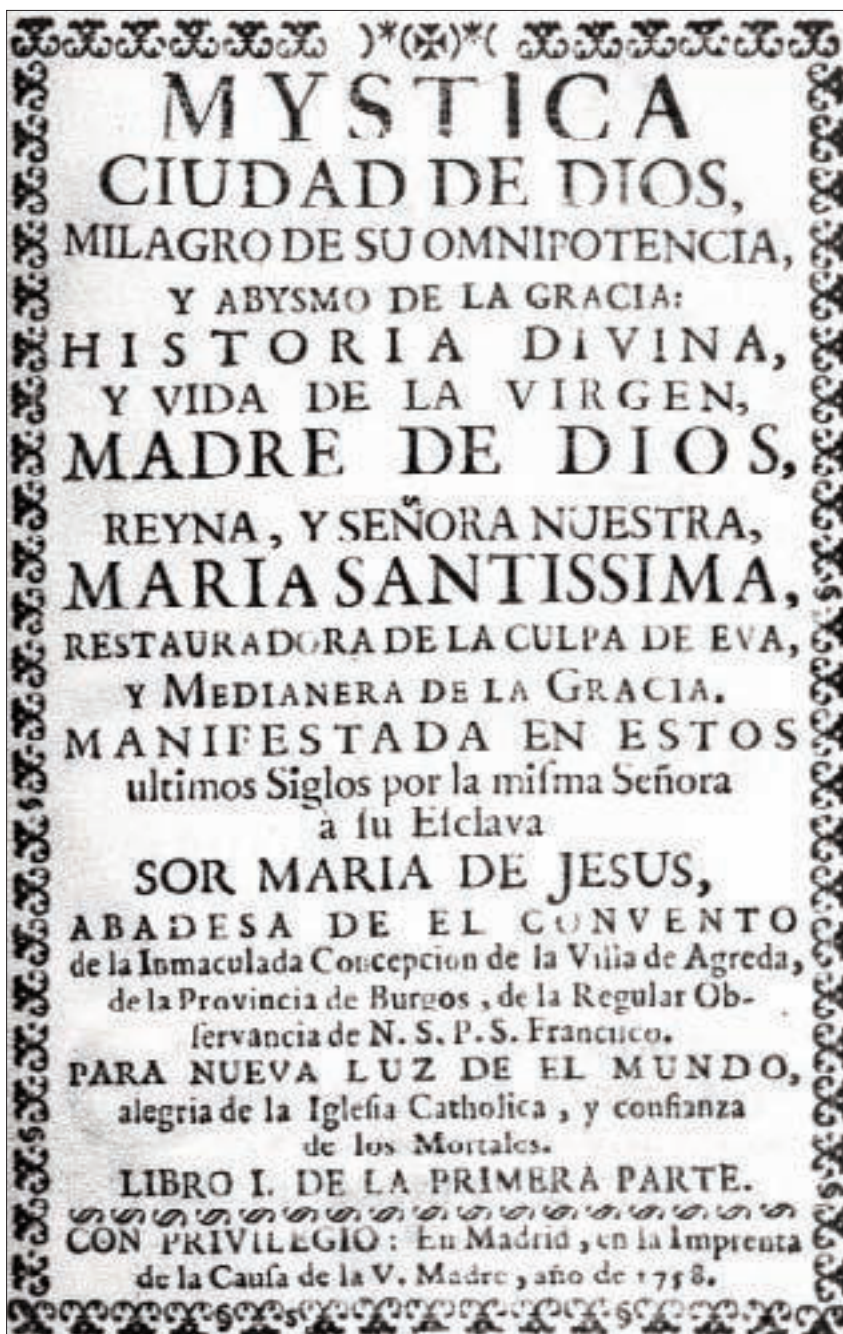 MYSTICA
CIUDAD DE DIOS,
MILAGRO DE SU OMNIPOTENCIA,
Y ABYSMO DE LA GRACIA:
HISTORIA DIVINA,
Y VIDA DE LA VIRGEN,
MADRE DE DIOS,
REYNA, Y SEÑORA NUESTRA,
MARIA SANTISSIMA,
RESTAURADORA DE LA CULPA DE EVA,
Y MEDIANERA DE LA GRACIA.
MANIFESTADA EN ESTOS
ultimos Siglos por la miſma Señora
à ſu Eſclava
SOR MARIA DE JESUS,
ABADESA DE EL CONVENTO
de la Inmaculada Concepcion de la Villa de Agreda,
de la Provincia de Burgos, de la Regular Ob-
ſervancia de N. S. P. S. Franciſco.
PARA NUEVA LUZ DE EL MUNDO,
alegria de la Igleſia Catholica, y confianza
de los Mortales.
LIBRO I. DE LA PRIMERA PARTE.
CON PRIVILEGIO: En Madrid, en la Imprenta
de la Cauſa de la V. Madre, año de 1758.